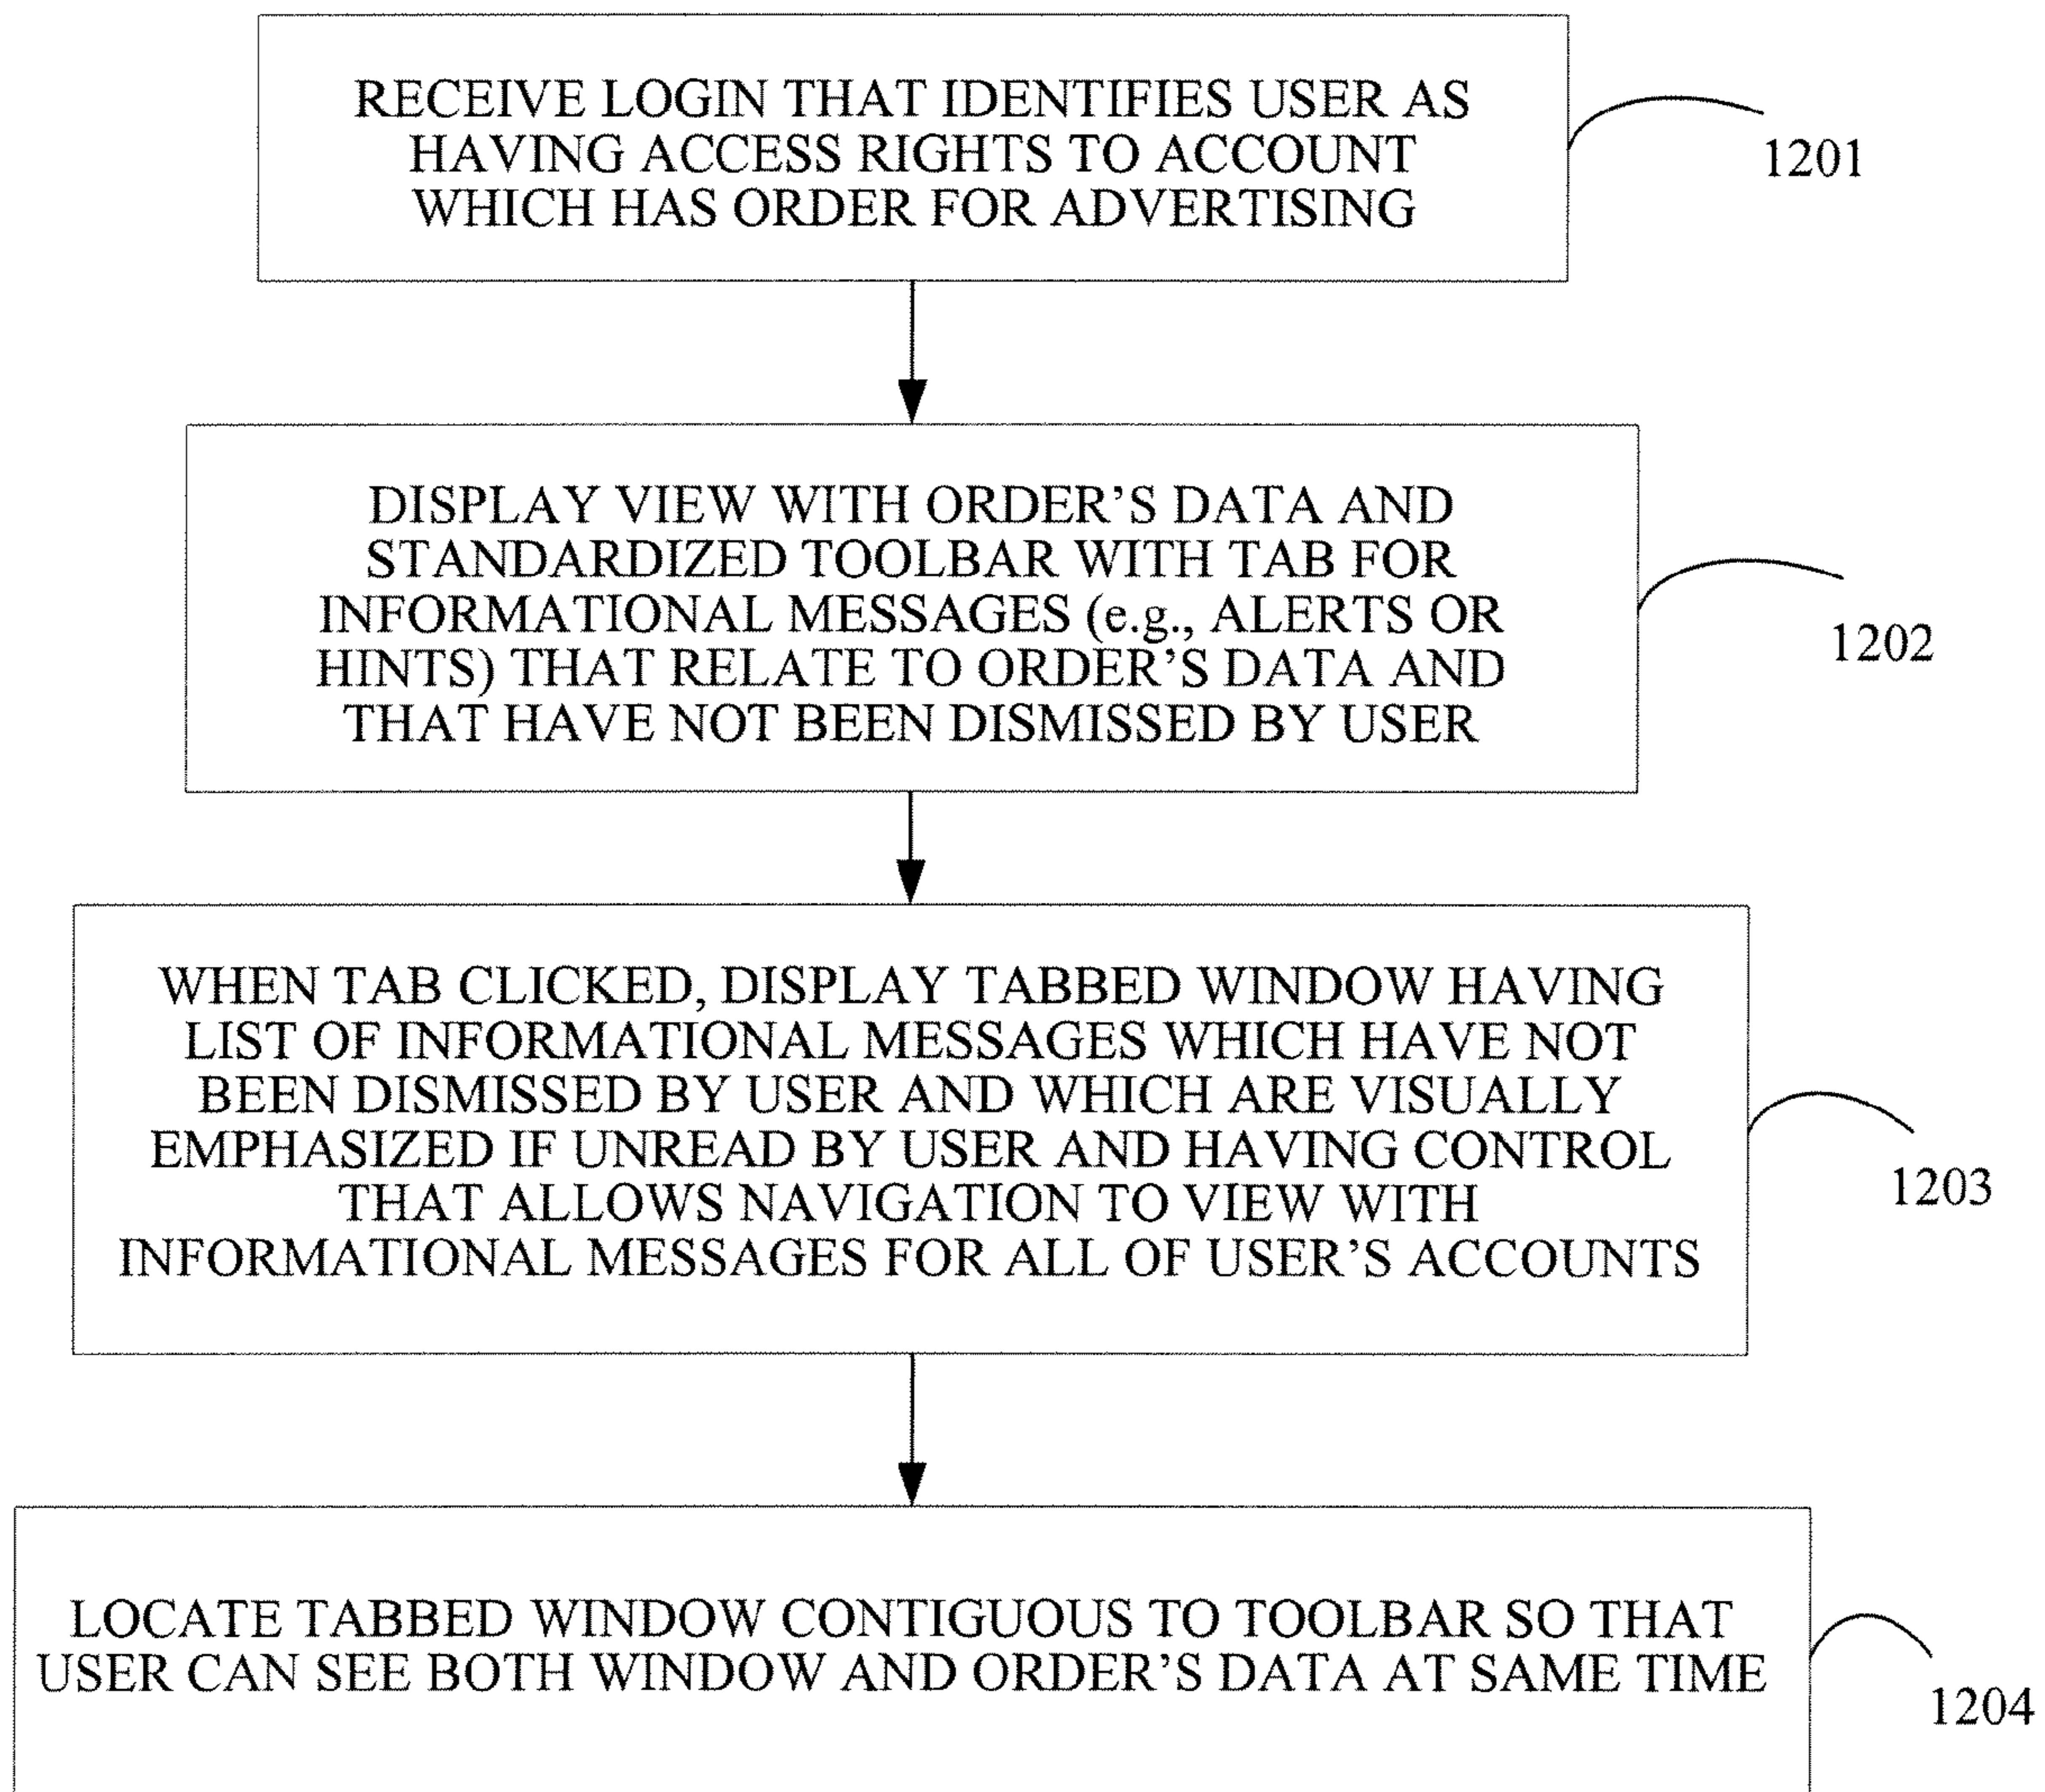 RECEIVE LOGIN THAT IDENTIFIES USER AS
HAVING ACCESS RIGHTS TO ACCOUNT
WHICH HAS ORDER FOR ADVERTISING
1201
DISPLAY VIEW WITH ORDER’S DATA AND
STANDARDIZED TOOLBAR WITH TAB FOR
INFORMATIONAL MESSAGES (e.g., ALERTS OR
HINTS) THAT RELATE TO ORDER’S DATA AND
THAT HAVE NOT BEEN DISMISSED BY USER
1202
WHEN TAB CLICKED, DISPLAY TABBED WINDOW HAVING
LIST OF INFORMATIONAL MESSAGES WHICH HAVE NOT
BEEN DISMISSED BY USER AND WHICH ARE VISUALLY
EMPHASIZED IF UNREAD BY USER AND HAVING CONTROL
THAT ALLOWS NAVIGATION TO VIEW WITH
INFORMATIONAL MESSAGES FOR ALL OF USER’S ACCOUNTS
1203
LOCATE TABBED WINDOW CONTIGUOUS TO TOOLBAR SO THAT
USER CAN SEE BOTH WINDOW AND ORDER’S DATA AT SAME TIME
1204